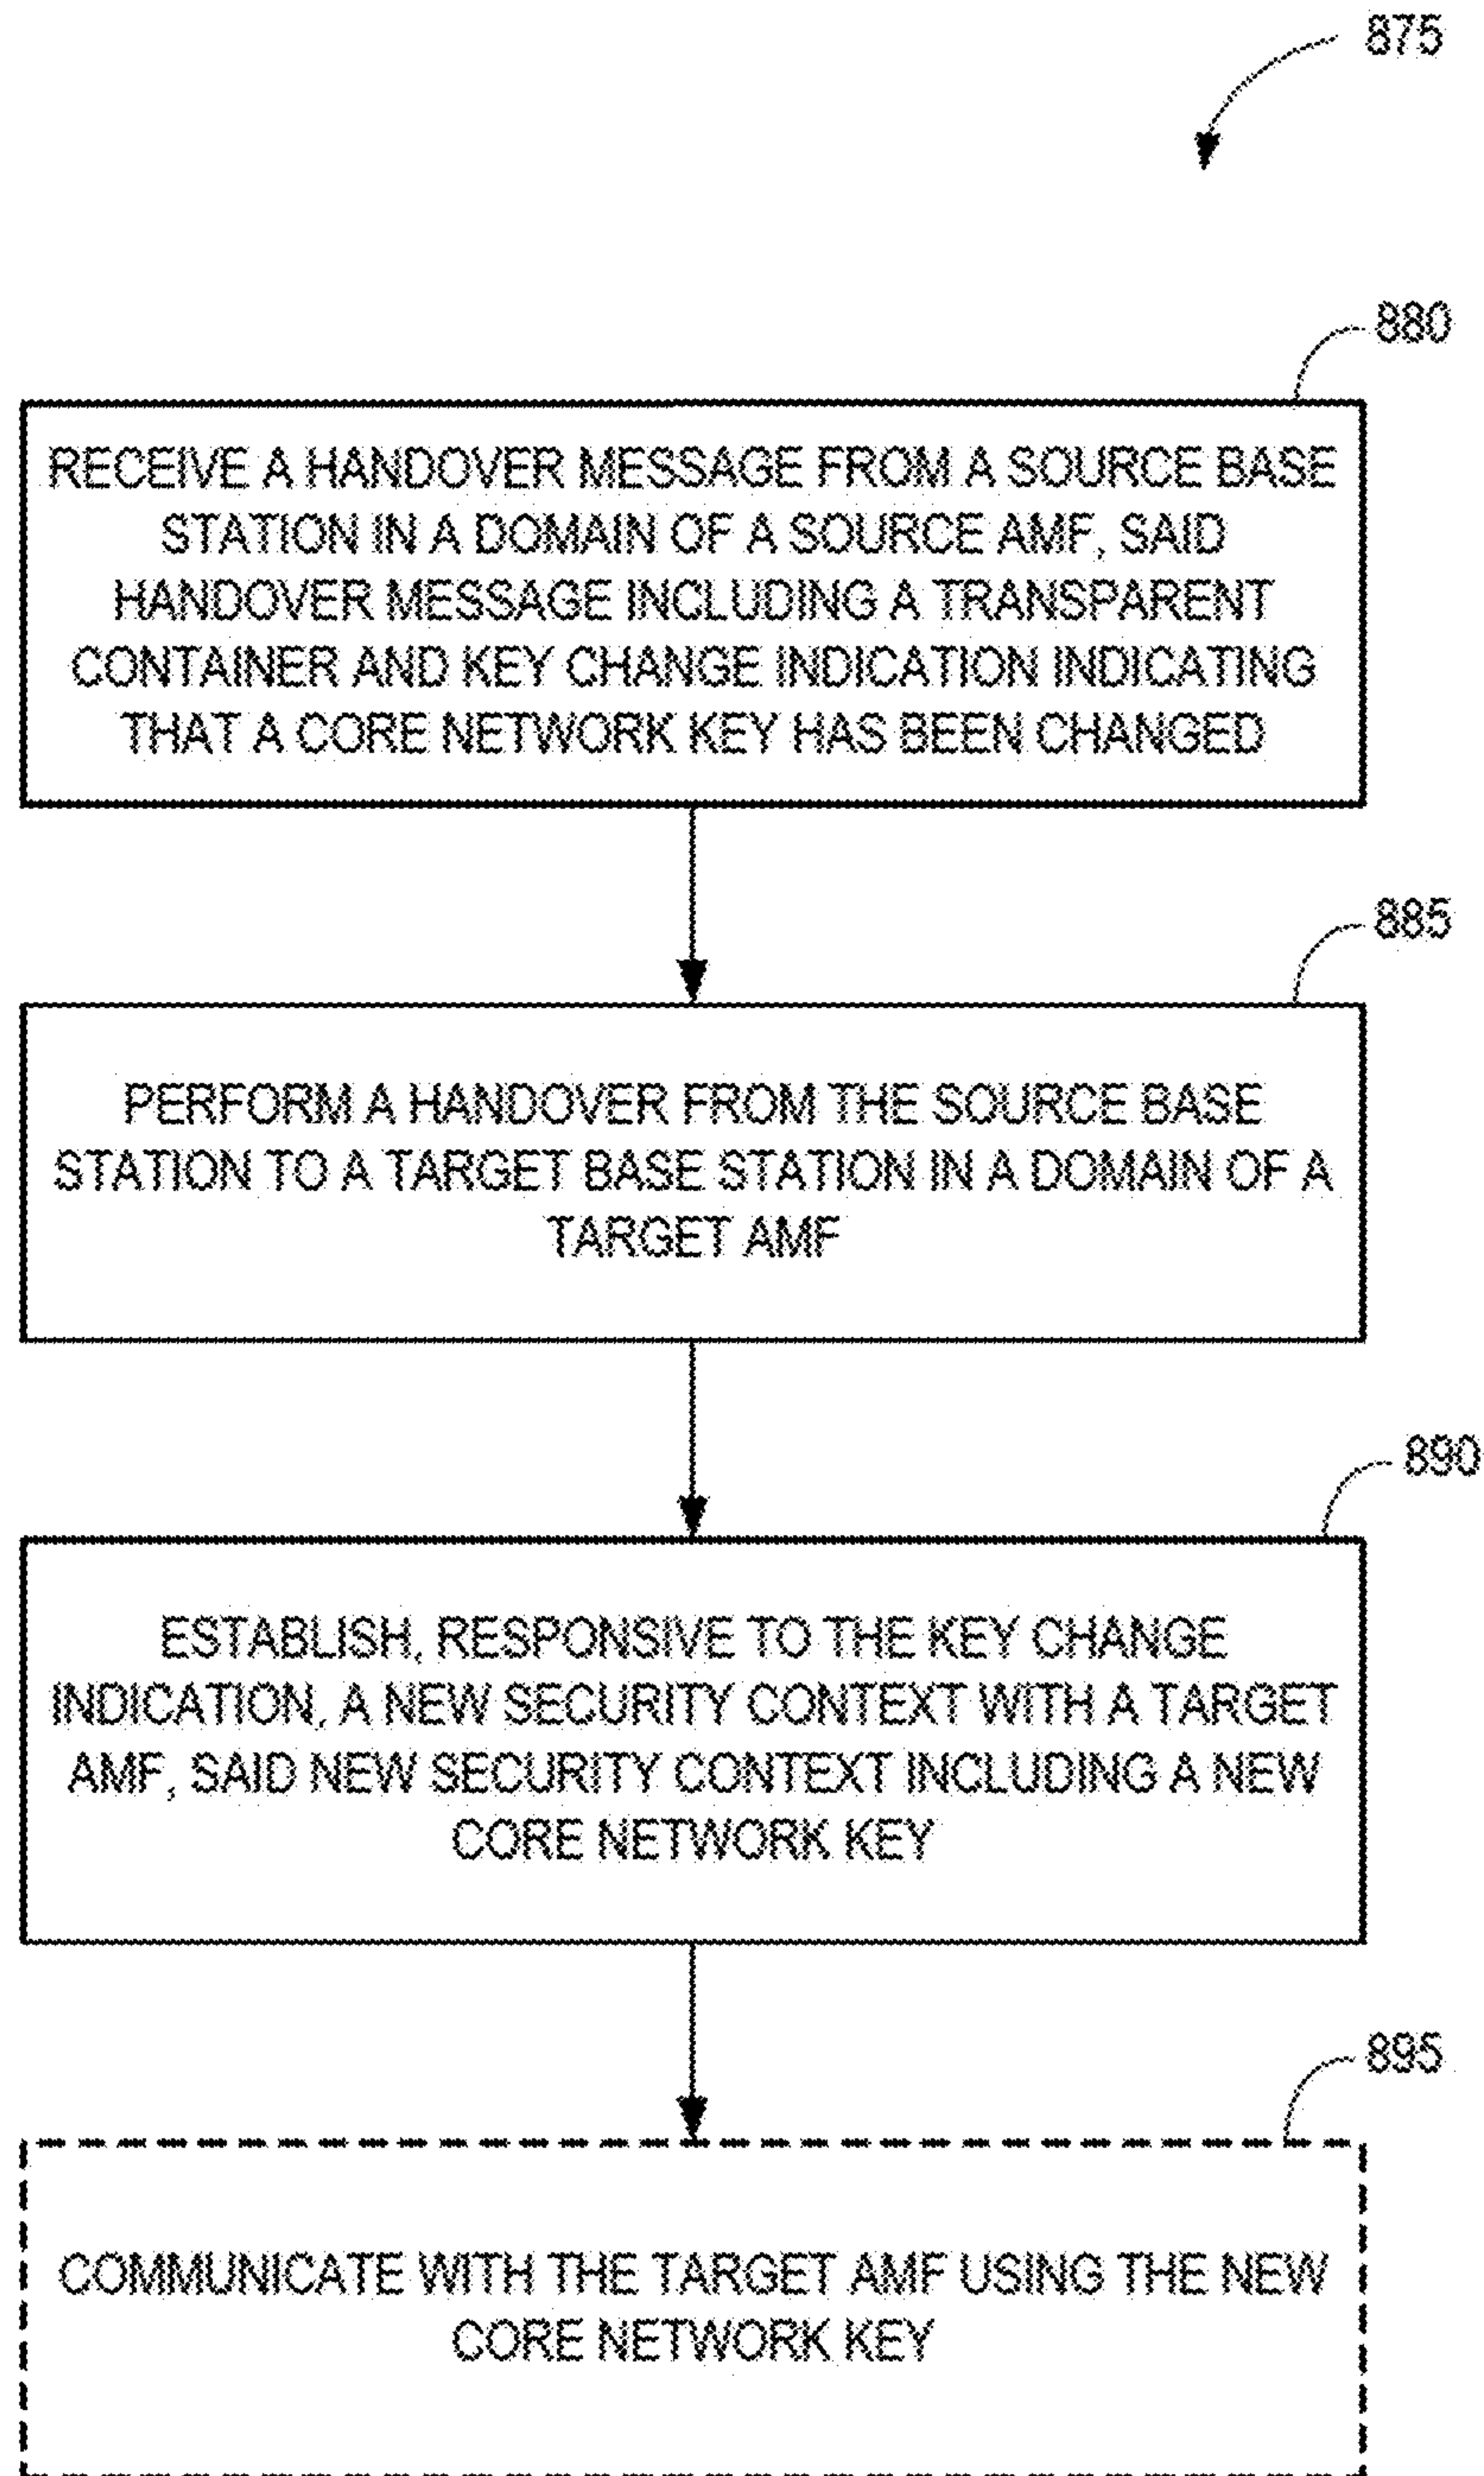 875
880
RECEIVE A HANDOVER MESSAGE FROM A SOURCE BASE
STATION IN A DOMAIN OF A SOURCE AMF, SAID
HANDOVER MESSAGE INCLUDING A TRANSPARENT
CONTAINER AND KEY CHANGE INDICATION INDICATING
THAT A CORE NETWORK KEY HAS BEEN CHANGED
885
PERFORM A HANDOVER FROM THE SOURCE BASE
STATION TO A TARGET BASE STATION IN A DOMAIN OF A
TARGET AMF
890
ESTABLISH, RESPONSIVE TO THE KEY CHANGE
INDICATION, A NEW SECURITY CONTEXT WITH A TARGET
AMF, SAID NEW SECURITY CONTEXT INCLUDING A NEW
CORE NETWORK KEY
895
COMMUNICATE WITH THE TARGET AMF USING THE NEW
CORE NETWORK KEY